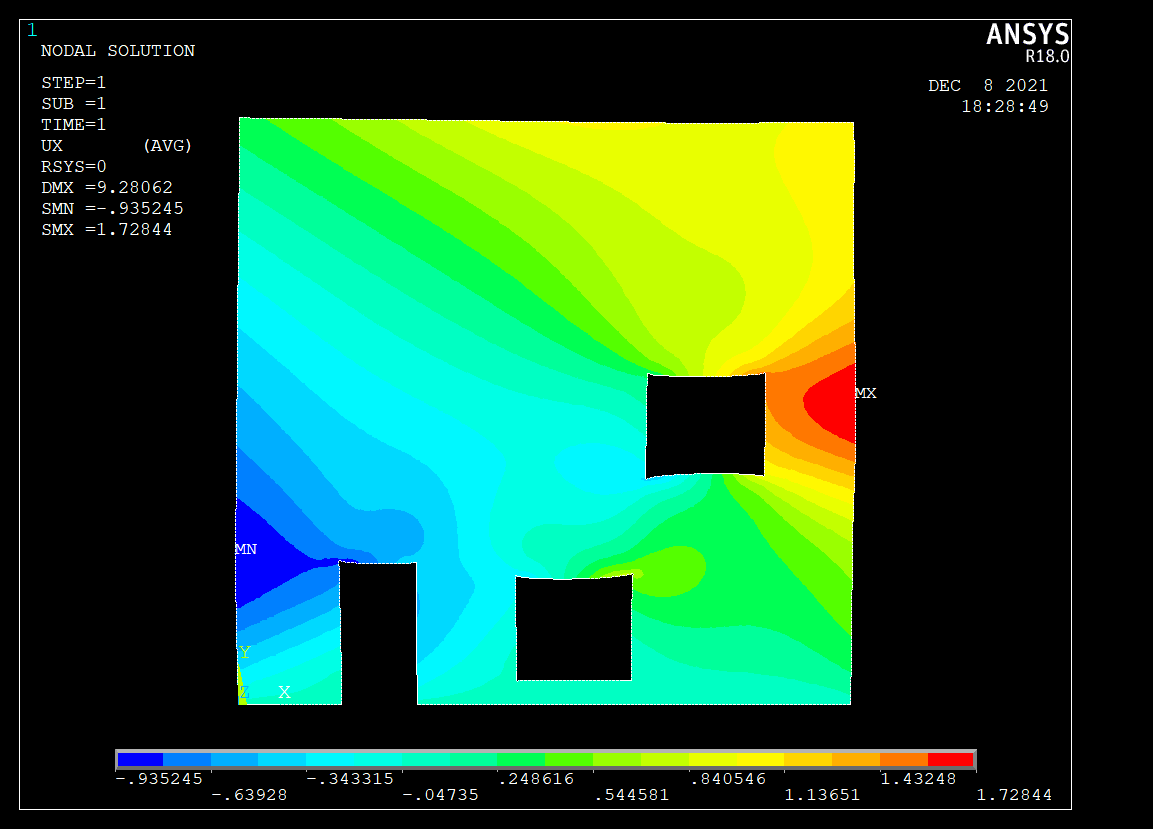 1
ANSYS
R18.0
NODAL SOLUTION
DEC 8 2021
18:28:49
STEP=1
SUB =1
TIME=1
UX (AVG)
RSYS=0
DMX =9.28062
SMN =-.935245
SMX =1.72844
MX
MN
Y
Z X
-.935245 -.343315 .248616 .840546 1.43248
-.63928 -.04735 .544581 1.13651 1.72844